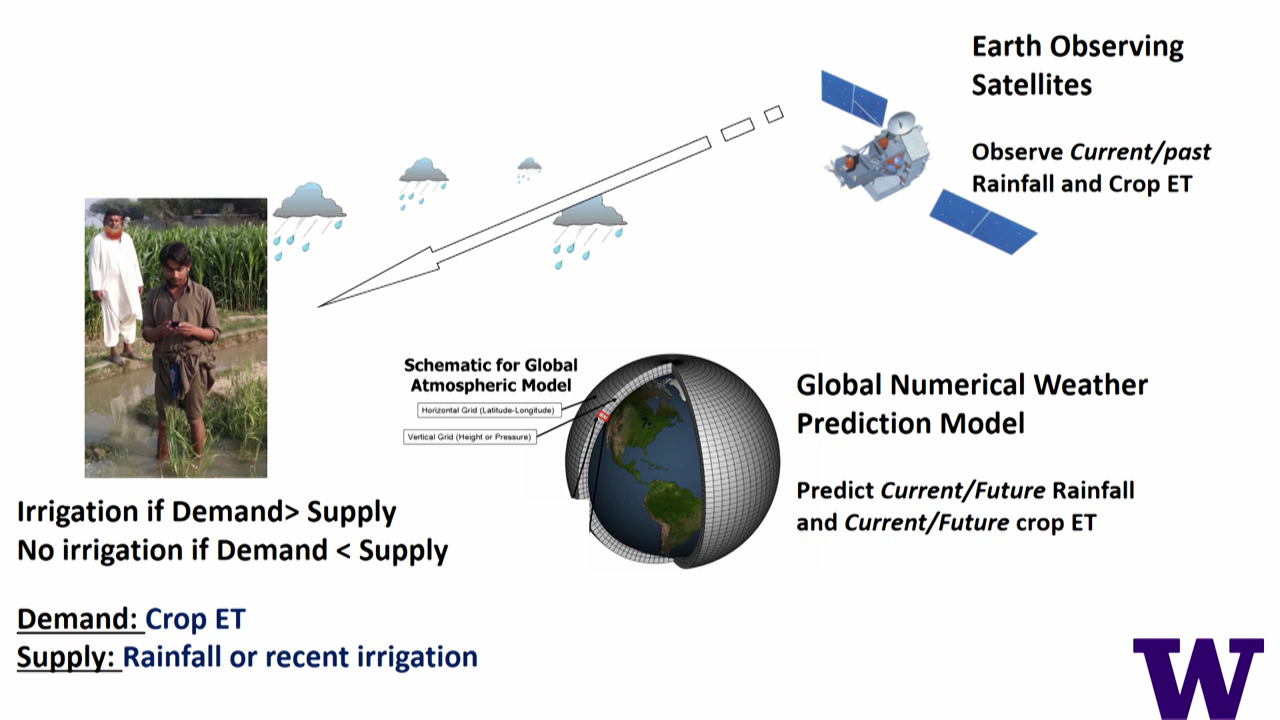 Earth Observing
Satellites
Observe Current/past
Rainfall and Crop ET
Schematic for Global
Atmospheric Model
Horizontal Grid (Latitude-Longitude)
Vertical Grid (Height or Pressure)
Global Numerical Weather
Prediction Model
Predict Current/Future Rainfall
and Current/Future crop ET
Irrigation if Demand> Supply
No irrigation if Demand < Supply
Demand: Crop ET
Supply: Rainfall or recent irrigation
W